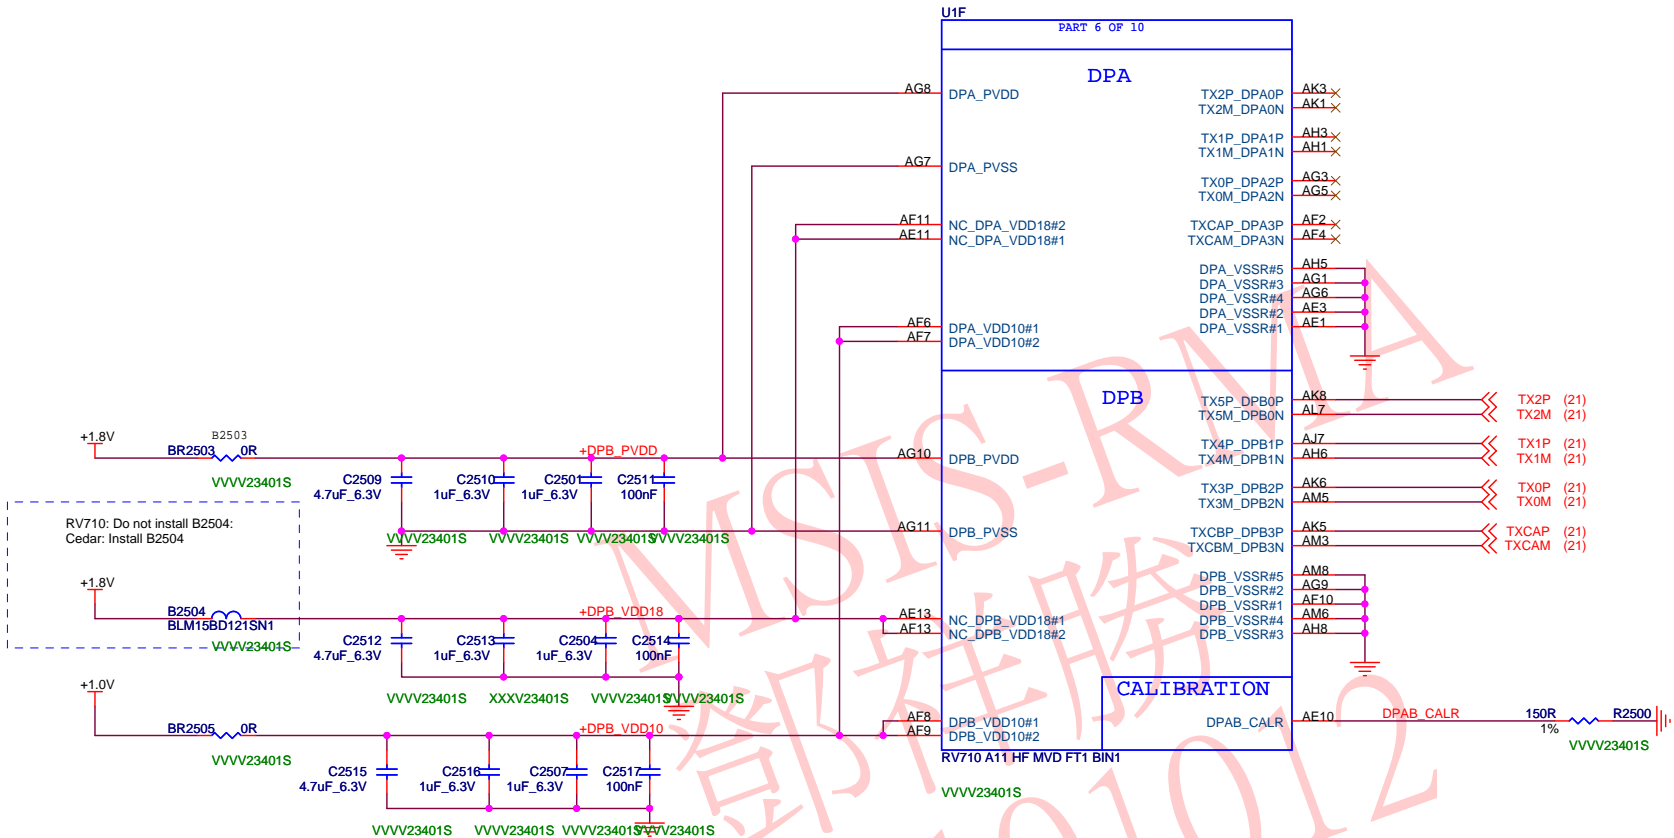 U1F
PART 6 OF 10
DPA
AG8 DPA_PVDD
TX2P_DPA0P AK3
TX2M_DPA0N AK1
TX1P_DPA1P AH3
TX1M_DPA1N AH1
AG7 DPA_PVSS
TX0P_DPA2P AG3
TX0M_DPA2N AG5
AF11 NC_DPA_VDD18#2
TXCAP_DPA3P AF2
AE11 NC_DPA_VDD18#1
TXCAM_DPA3N AF4
DPA_VSSR#5 AH5
DPA_VSSR#3 AG1
DPA_VSSR#4 AG6
DPA_VSSR#2 AE3
DPA_VSSR#1 AE1
AF6 DPA_VDD10#1
AF7 DPA_VDD10#2
DPB
TX5P_DPB0P AK8 TX2P (21)
TX5M_DPB0N AL7 TX2M (21)
TX4P_DPB1P AJ7 TX1P (21)
TX4M_DPB1N AH6 TX1M (21)
TX3P_DPB2P AK6 TX0P (21)
TX3M_DPB2N AM5 TX0M (21)
TXCBP_DPB3P AK5 TXCAP (21)
TXCBM_DPB3N AM3 TXCAM (21)
DPB_VSSR#5 AM8
DPB_VSSR#2 AG9
DPB_VSSR#1 AF10
DPB_VSSR#4 AM6
DPB_VSSR#3 AH8
+1.8V
B2503
BR2503 0R
+DPB_PVDD
AG10 DPB_PVDD
VVVV23401S
C2509 C2510 C2501 C2511
4.7uF_6.3V 1uF_6.3V 1uF_6.3V 100nF
AG11 DPB_PVSS
VVVV23401S VVVV23401S VVVV23401S VVVV23401S
RV710: Do not install B2504:
Cedar: Install B2504
+1.8V
B2504
BLM15BD121SN1
VVVV23401S
+DPB_VDD18
AE13 NC_DPB_VDD18#1
AF13 NC_DPB_VDD18#2
C2512 C2513 C2504 C2514
4.7uF_6.3V 1uF_6.3V 1uF_6.3V 100nF
VVVV23401S XXXV23401S VVVV23401S VVVV23401S
+1.0V
BR2505 0R
VVVV23401S
+DPB_VDD10
AF8 DPB_VDD10#1
AF9 DPB_VDD10#2
C2515 C2516 C2507 C2517
4.7uF_6.3V 1uF_6.3V 1uF_6.3V 100nF
VVVV23401S VVVV23401S VVVV23401S VVVV23401S
CALIBRATION
DPAB_CALR AE10 DPAB_CALR 150R R2500
1%
VVVV23401S
RV710 A11 HF MVD FT1 BIN1
VVVV23401S
MSIS-RMA
鄧祥勝